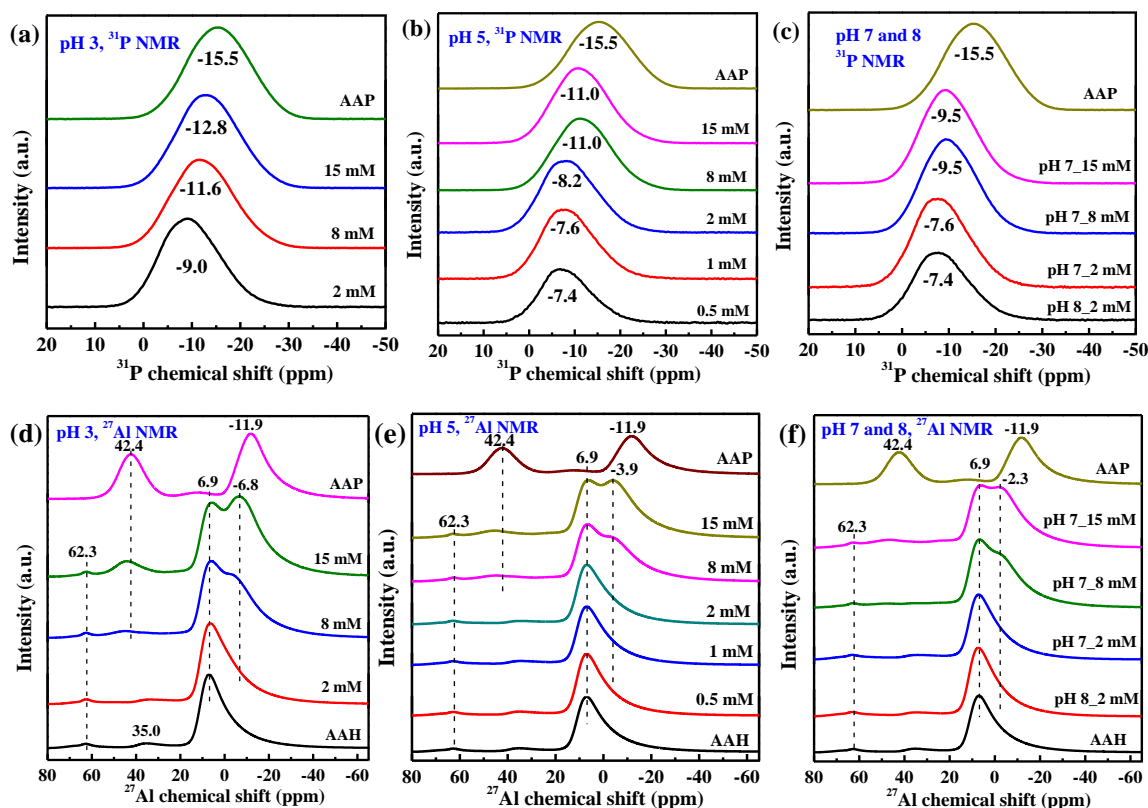 (a)
pH 3, ³¹P NMR
-15.5
AAP
-12.8
15 mM
-11.6
8 mM
-9.0
2 mM
Intensity (a.u.)
20 10 0 -10 -20 -30 -40 -50
³¹P chemical shift (ppm)
(b)
pH 5, ³¹P NMR
-15.5
AAP
-11.0
15 mM
-11.0
8 mM
-8.2
2 mM
-7.6
1 mM
-7.4
0.5 mM
Intensity (a.u.)
20 10 0 -10 -20 -30 -40 -50
³¹P chemical shift (ppm)
(c)
pH 7 and 8
³¹P NMR
-15.5
AAP
-9.5
pH 7_15 mM
-9.5
pH 7_8 mM
-7.6
pH 7_2 mM
-7.4
pH 8_2 mM
Intensity (a.u.)
20 10 0 -10 -20 -30 -40 -50
³¹P chemical shift (ppm)
(d)
pH 3, ²⁷Al NMR
-11.9
42.4
AAP
6.9
-6.8
62.3
15 mM
8 mM
2 mM
35.0
AAH
Intensity (a.u.)
80 60 40 20 0 -20 -40 -60
²⁷Al chemical shift (ppm)
(e)
pH 5, ²⁷Al NMR
-11.9
42.4
AAP
6.9
-3.9
62.3
15 mM
8 mM
2 mM
1 mM
0.5 mM
AAH
Intensity (a.u.)
80 60 40 20 0 -20 -40 -60
²⁷Al chemical shift (ppm)
(f)
pH 7 and 8, ²⁷Al NMR
-11.9
42.4
AAP
6.9
-2.3
62.3
pH 7_15 mM
pH 7_8 mM
pH 7_2 mM
pH 8_2 mM
AAH
Intensity (a.u.)
80 60 40 20 0 -20 -40 -60
²⁷Al chemical shift (ppm)